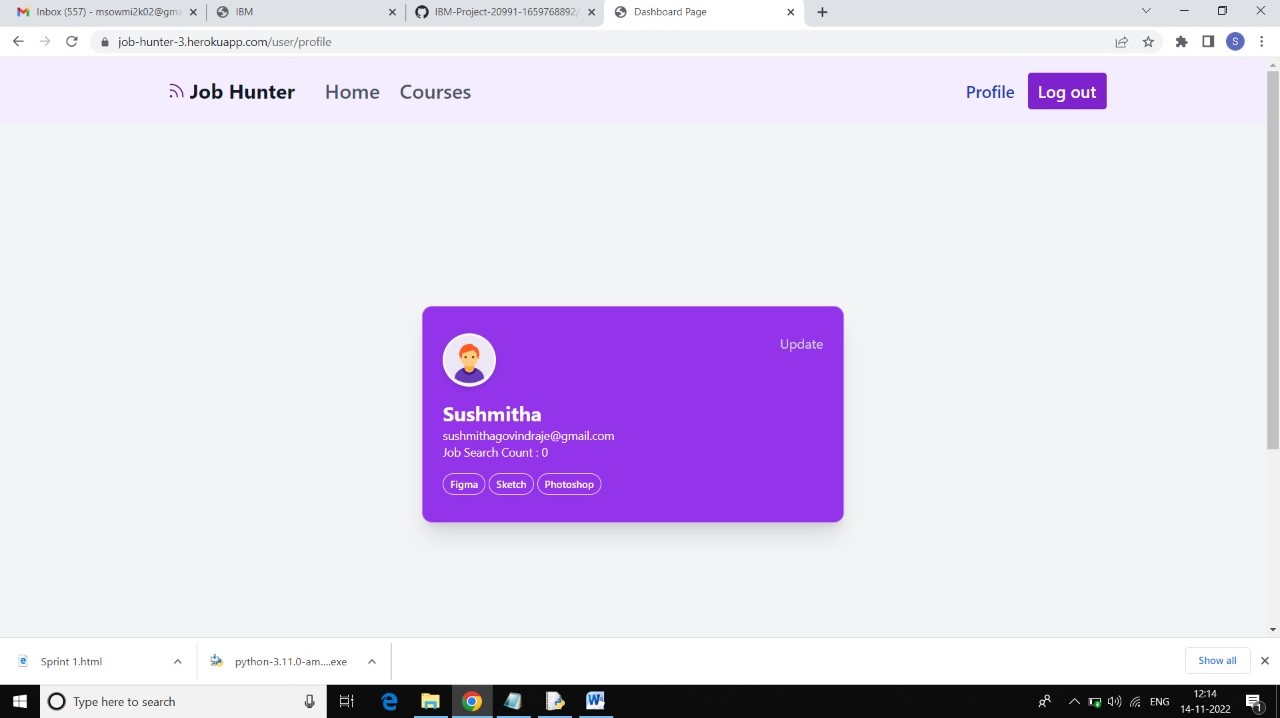 Inbox (557) - msowmi2k02@gma
IBM
IBM-Project-20991-1659768892/
Dashboard Page
job-hunter-3.herokuapp.com/user/profile
S
Job Hunter
Home
Courses
Profile
Log out
Update
Sushmitha
sushmithagovindraje@gmail.com
Job Search Count : 0
Figma
Sketch
Photoshop
Sprint 1.html
python-3.11.0-am....exe
Show all
Type here to search
ENG
12:14
14-11-2022
1